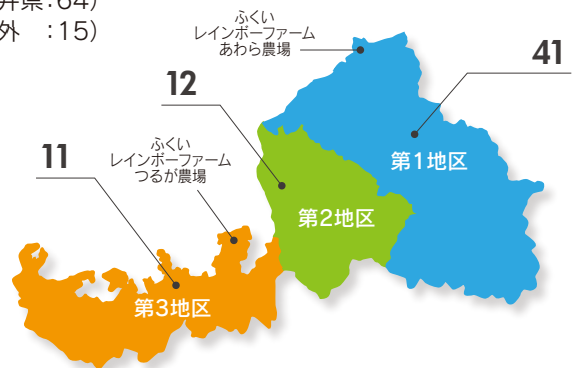 井県:64)
外 :15)
ふくい
レインボーファーム
あわら農場
41
12
第1地区
ふくい
レインボーファーム
つるが農場
11
第2地区
第3地区